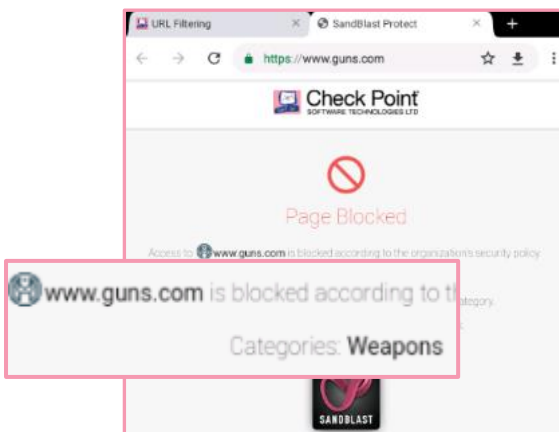 URL Filtering
SandBlast Protect
https://www.guns.com
Check Point
SOFTWARE TECHNOLOGIES LTD
Page Blocked
Access to www.guns.com is blocked according to the organization's security policy.
category.
www.guns.com is blocked according to th
Categories: Weapons
SANDBLAST